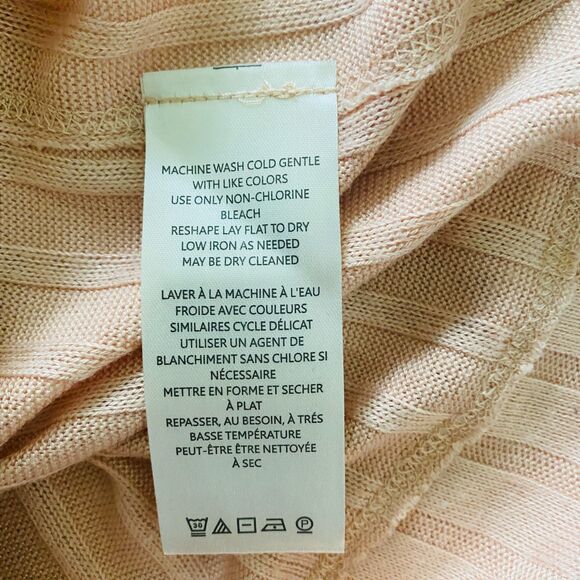 MACHINE WASH COLD GENTLE
WITH LIKE COLORS
USE ONLY NON-CHLORINE
BLEACH
RESHAPE LAY FLAT TO DRY
LOW IRON AS NEEDED
MAY BE DRY CLEANED
LAVER À LA MACHINE À L'EAU
FROIDE AVEC COULEURS
SIMILAIRES CYCLE DÉLICAT
UTILISER UN AGENT DE
BLANCHIMENT SANS CHLORE SI
NÉCESSAIRE
METTRE EN FORME ET SECHER
À PLAT
REPASSER, AU BESOIN, À TRÉS
BASSE TEMPÉRATURE
PEUT-ÊTRE ÊTRE NETTOYÉE
À SEC
30 P